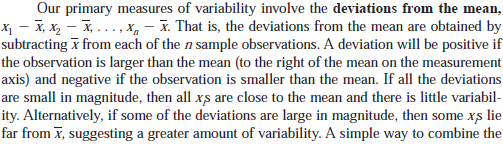 Our primary measures of variability involve the deviations from the mean,
x₁ − x̅, x₂ − x̅, . . . , xₙ − x̅. That is, the deviations from the mean are obtained by
subtracting x̅ from each of the n sample observations. A deviation will be positive if
the observation is larger than the mean (to the right of the mean on the measurement
axis) and negative if the observation is smaller than the mean. If all the deviations
are small in magnitude, then all xᵢs are close to the mean and there is little variabil-
ity. Alternatively, if some of the deviations are large in magnitude, then some xᵢs lie
far from x̅, suggesting a greater amount of variability. A simple way to combine the